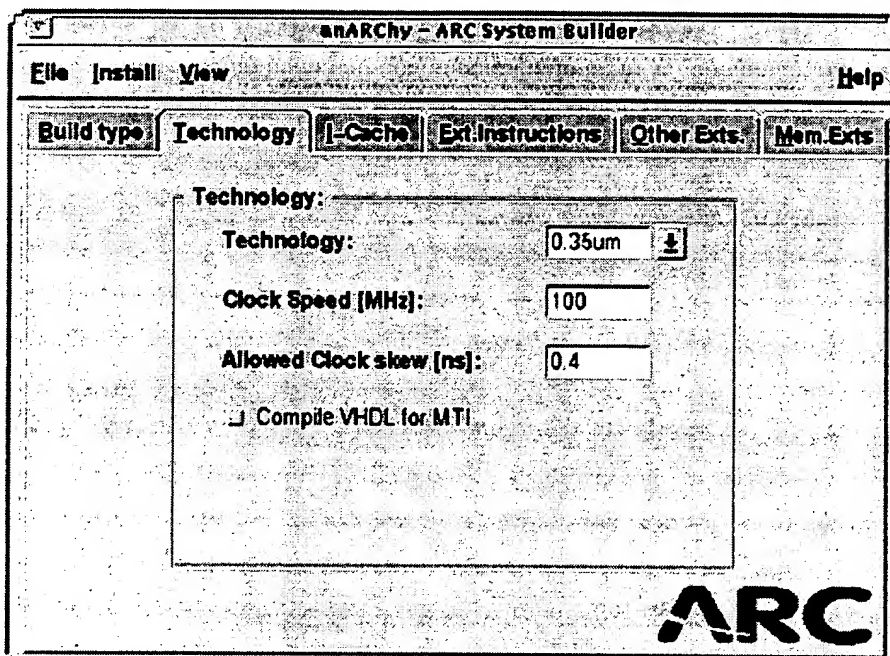 anARChy - ARC System Builder
File Install View Help
Build type Technology I-Cache Ext.Instructions Other Exts. Mem.Exts
Technology:
Technology: 0.35um
Clock Speed [MHz]: 100
Allowed Clock skew [ns]: 0.4
Compile VHDL for MTI
ARC